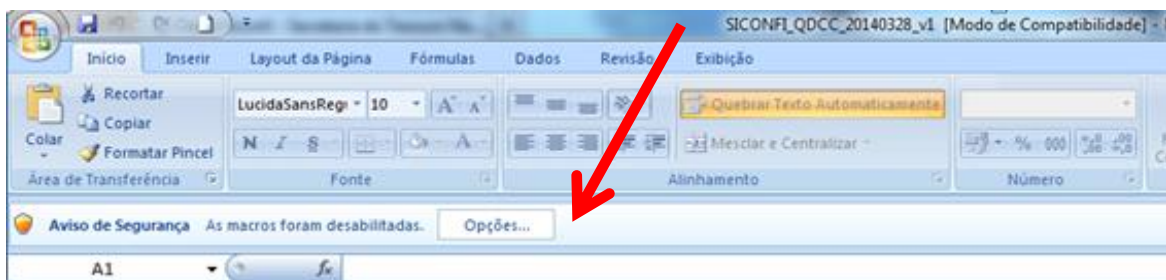 SICONFI_QDCC_20140328_v1 [Modo de Compatibilidade] -
Início Inserir Layout da Página Fórmulas Dados Revisão Exibição
Recortar
Copiar
Colar
Formatar Pincel
LucidaSansRegu 10 A A
Quebrar Texto Automaticamente
N I S A
Mesclar e Centralizar
% 000
Área de Transferência Fonte Alinhamento Número
Aviso de Segurança As macros foram desabilitadas. Opções...
A1 fx